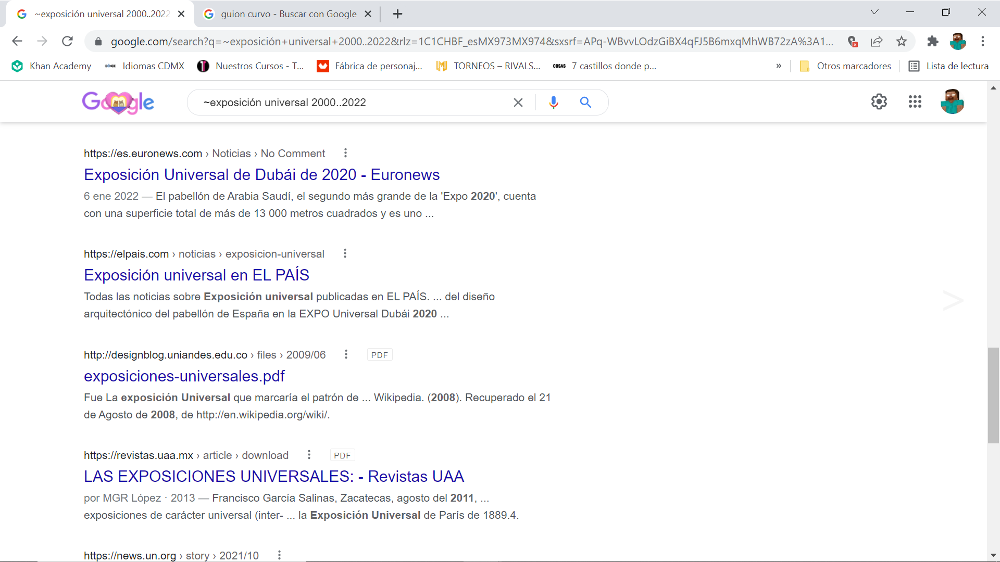 ~exposición universal 2000..2022
guion curvo - Buscar con Google
google.com/search?q=~exposición+universal+2000..2022&rlz=1C1CHBF_esMX973MX974&sxsrf=APq-WBvvLOdzGiBX4qFJ5B6mxqMhWB72zA%3A1...
Khan Academy
Idiomas CDMX
Nuestros Cursos - T...
Fábrica de personaj...
TORNEOS – RIVALS...
COSAS
7 castillos donde p...
»
Otros marcadores
Lista de lectura
Google
~exposición universal 2000..2022
https://es.euronews.com › Noticias › No Comment
Exposición Universal de Dubái de 2020 - Euronews
6 ene 2022 — El pabellón de Arabia Saudí, el segundo más grande de la 'Expo 2020', cuenta
con una superficie total de más de 13 000 metros cuadrados y es uno ...
https://elpais.com › noticias › exposicion-universal
Exposición universal en EL PAÍS
Todas las noticias sobre Exposición universal publicadas en EL PAÍS. ... del diseño
arquitectónico del pabellón de España en la EXPO Universal Dubái 2020 ...
http://designblog.uniandes.edu.co › files › 2009/06
PDF
exposiciones-universales.pdf
Fue La exposición Universal que marcaría el patrón de ... Wikipedia. (2008). Recuperado el 21
de Agosto de 2008, de http://en.wikipedia.org/wiki/.
https://revistas.uaa.mx › article › download
PDF
LAS EXPOSICIONES UNIVERSALES: - Revistas UAA
por MGR López · 2013 — Francisco García Salinas, Zacatecas, agosto del 2011, ...
exposiciones de carácter universal (inter- ... la Exposición Universal de París de 1889.4.
https://news.un.org › story › 2021/10